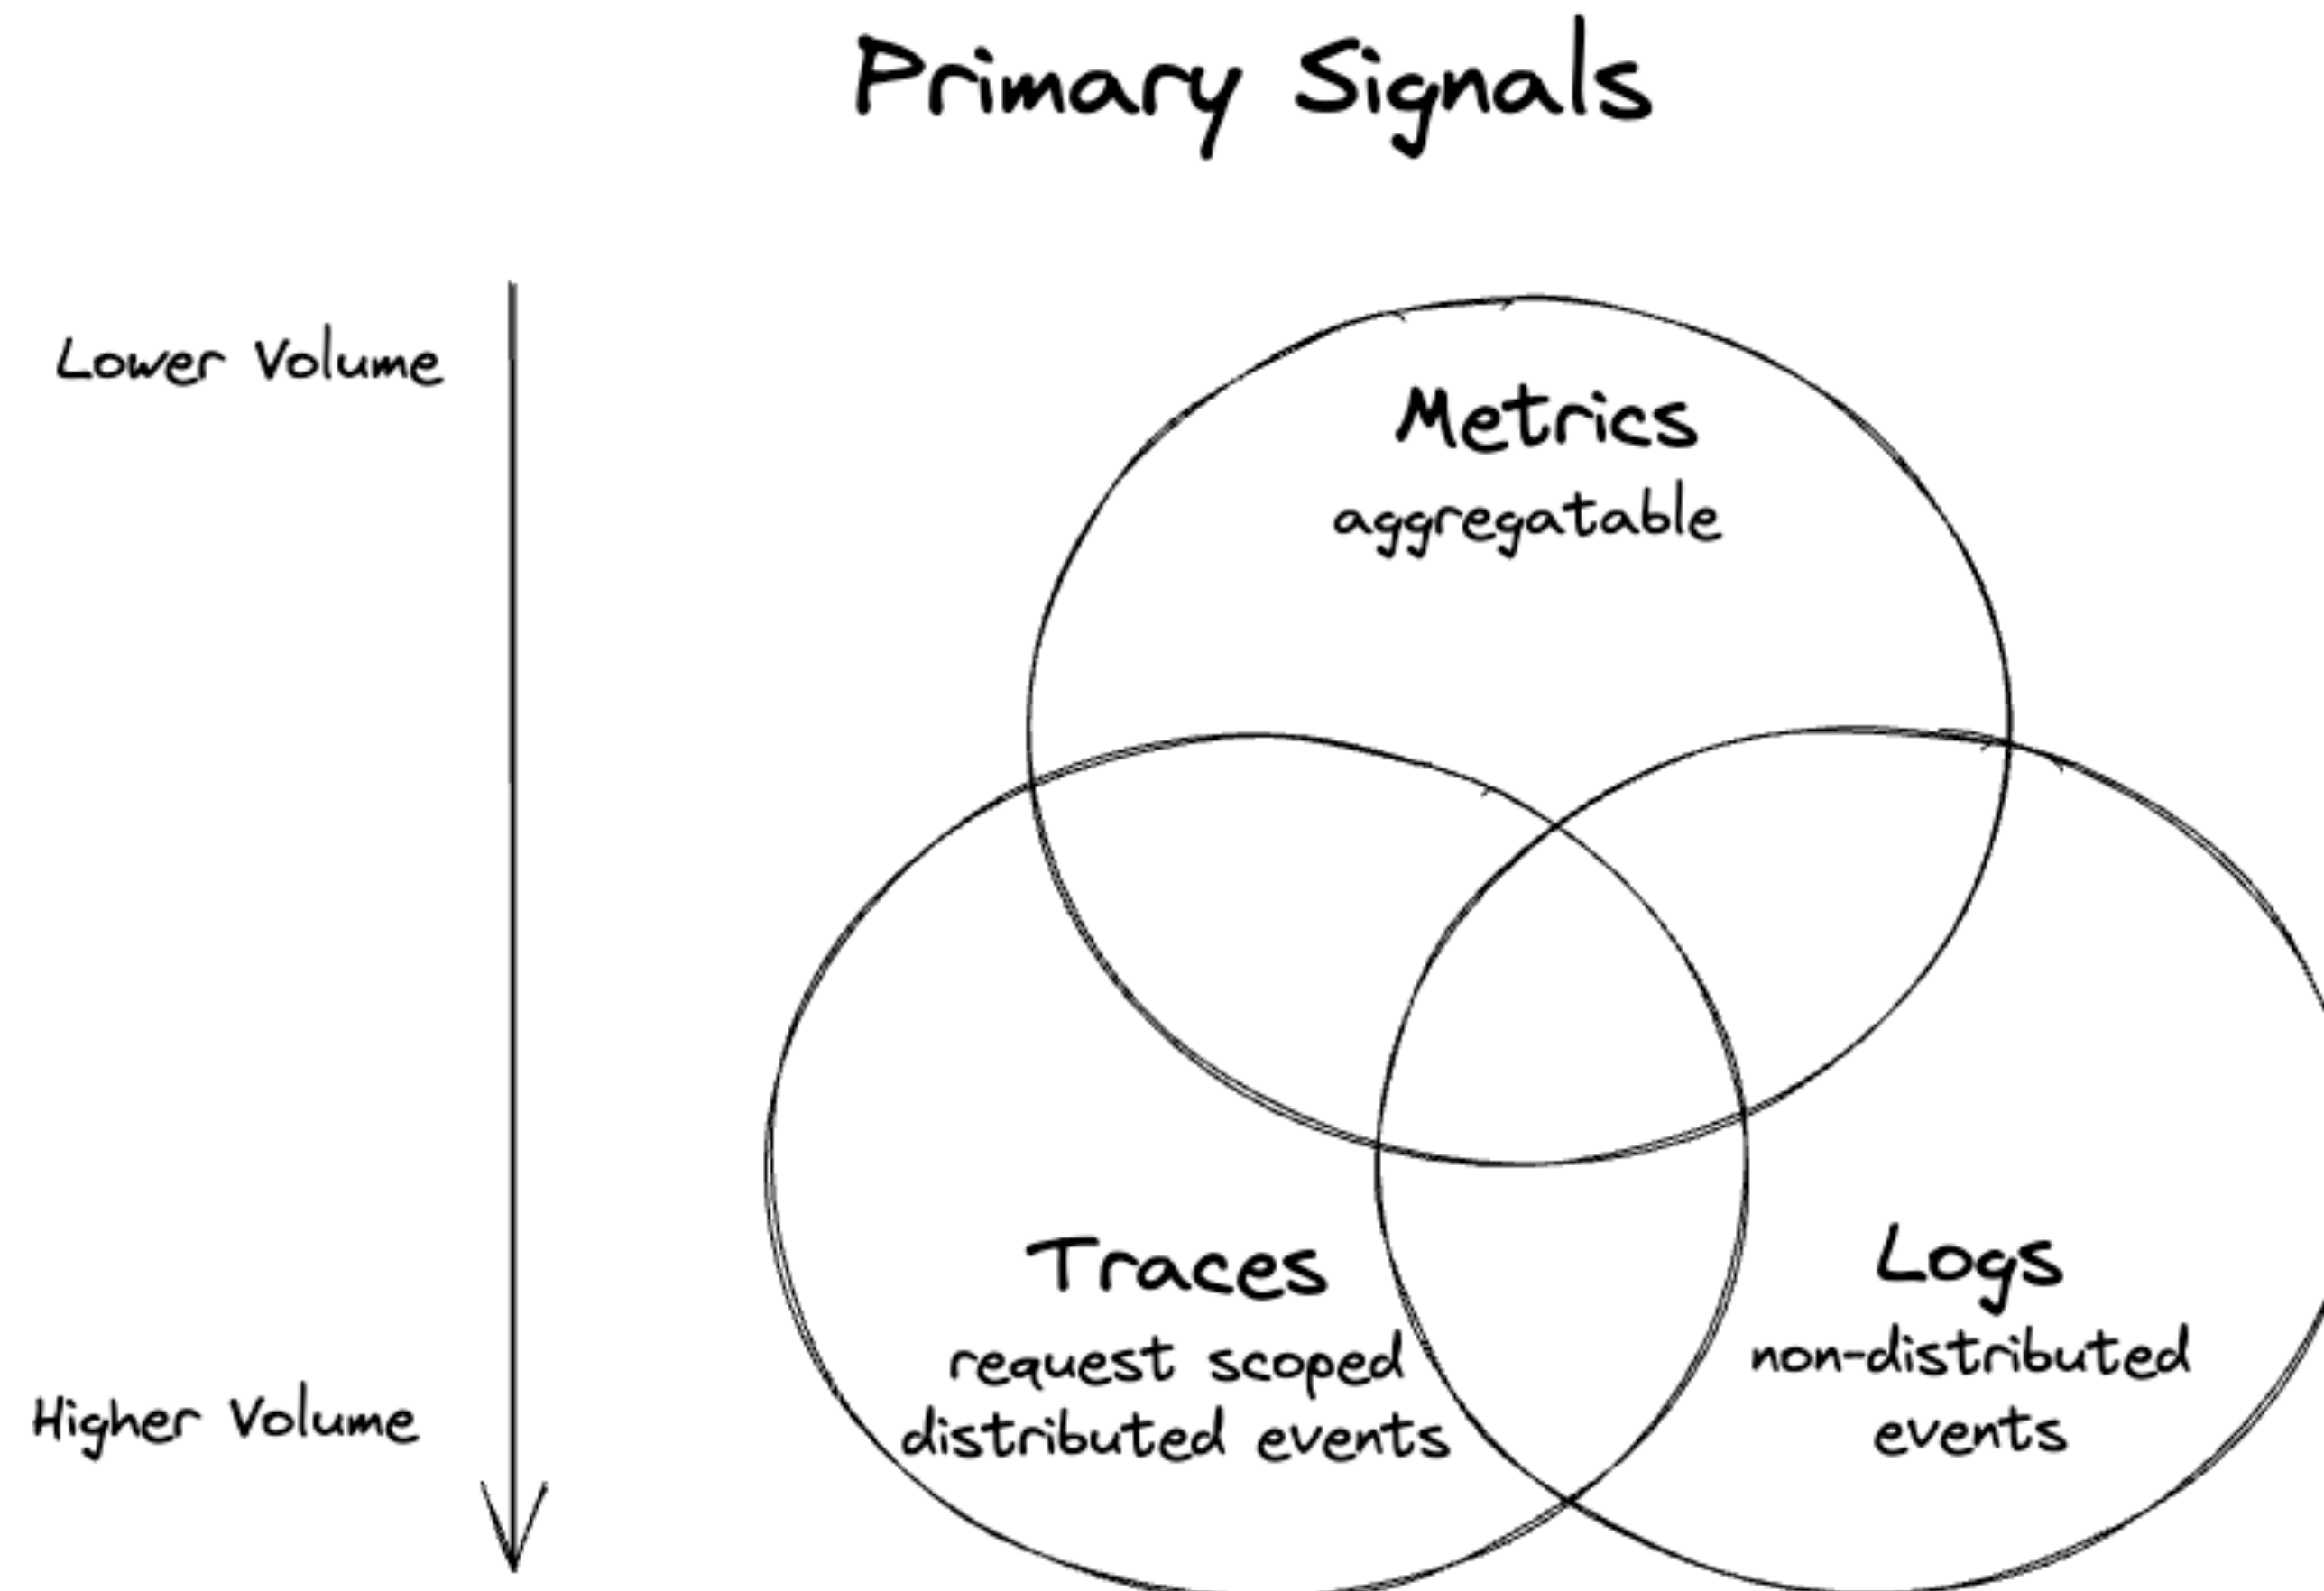 Primary Signals
Lower Volume
Metrics
aggregatable
Traces
request scoped
distributed events
Logs
non-distributed
events
Higher Volume